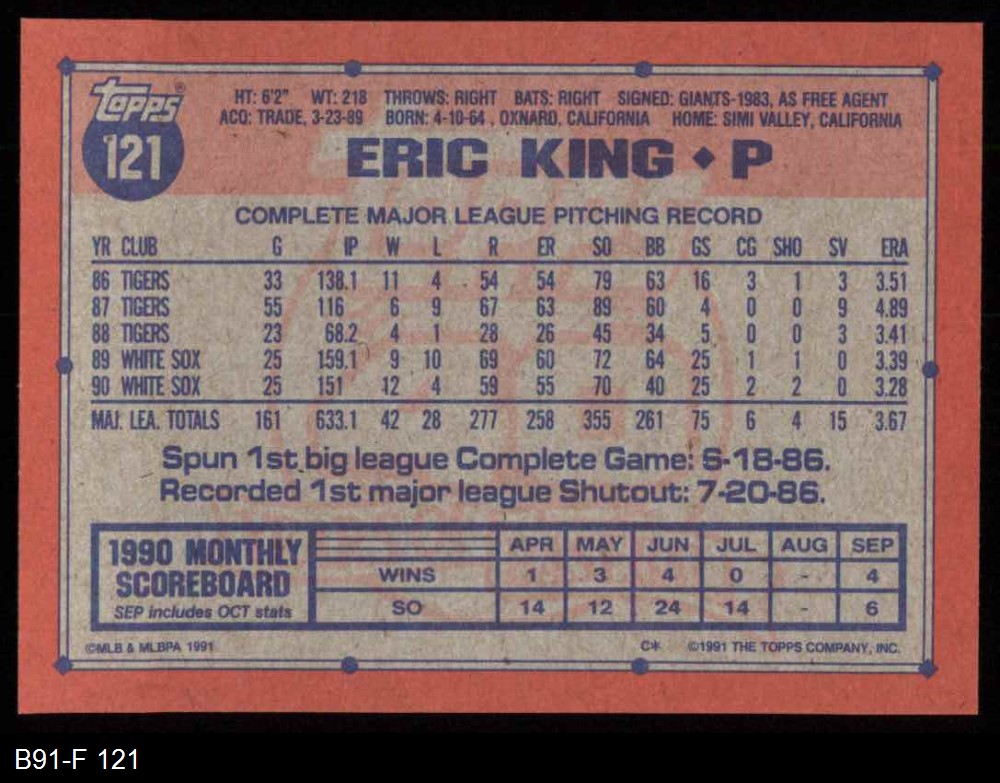 topps®
121
HT: 6'2" WT: 218 THROWS: RIGHT BATS: RIGHT SIGNED: GIANTS-1983, AS FREE AGENT
ACQ: TRADE, 3-23-89 BORN: 4-10-64, OXNARD, CALIFORNIA HOME: SIMI VALLEY, CALIFORNIA
ERIC KING ◆ P
COMPLETE MAJOR LEAGUE PITCHING RECORD
YR CLUB G IP W L R ER SO BB GS CG SHO SV ERA
86 TIGERS 33 138.1 11 4 54 54 79 63 16 3 1 3 3.51
87 TIGERS 55 116 6 9 67 63 89 60 4 0 0 9 4.89
88 TIGERS 23 68.2 4 1 28 26 45 34 5 0 0 3 3.41
89 WHITE SOX 25 159.1 9 10 69 60 72 64 25 1 1 0 3.39
90 WHITE SOX 25 151 12 4 59 55 70 40 25 2 2 0 3.28
MAJ. LEA. TOTALS 161 633.1 42 28 277 258 355 261 75 6 4 15 3.67
Spun 1st big league Complete Game: 5-18-86.
Recorded 1st major league Shutout: 7-20-86.
1990 MONTHLY SCOREBOARD
SEP includes OCT stats
APR MAY JUN JUL AUG SEP
WINS 1 3 4 0 - 4
SO 14 12 24 14 - 6
©MLB & MLBPA 1991 C* ©1991 THE TOPPS COMPANY, INC.
B91-F 121